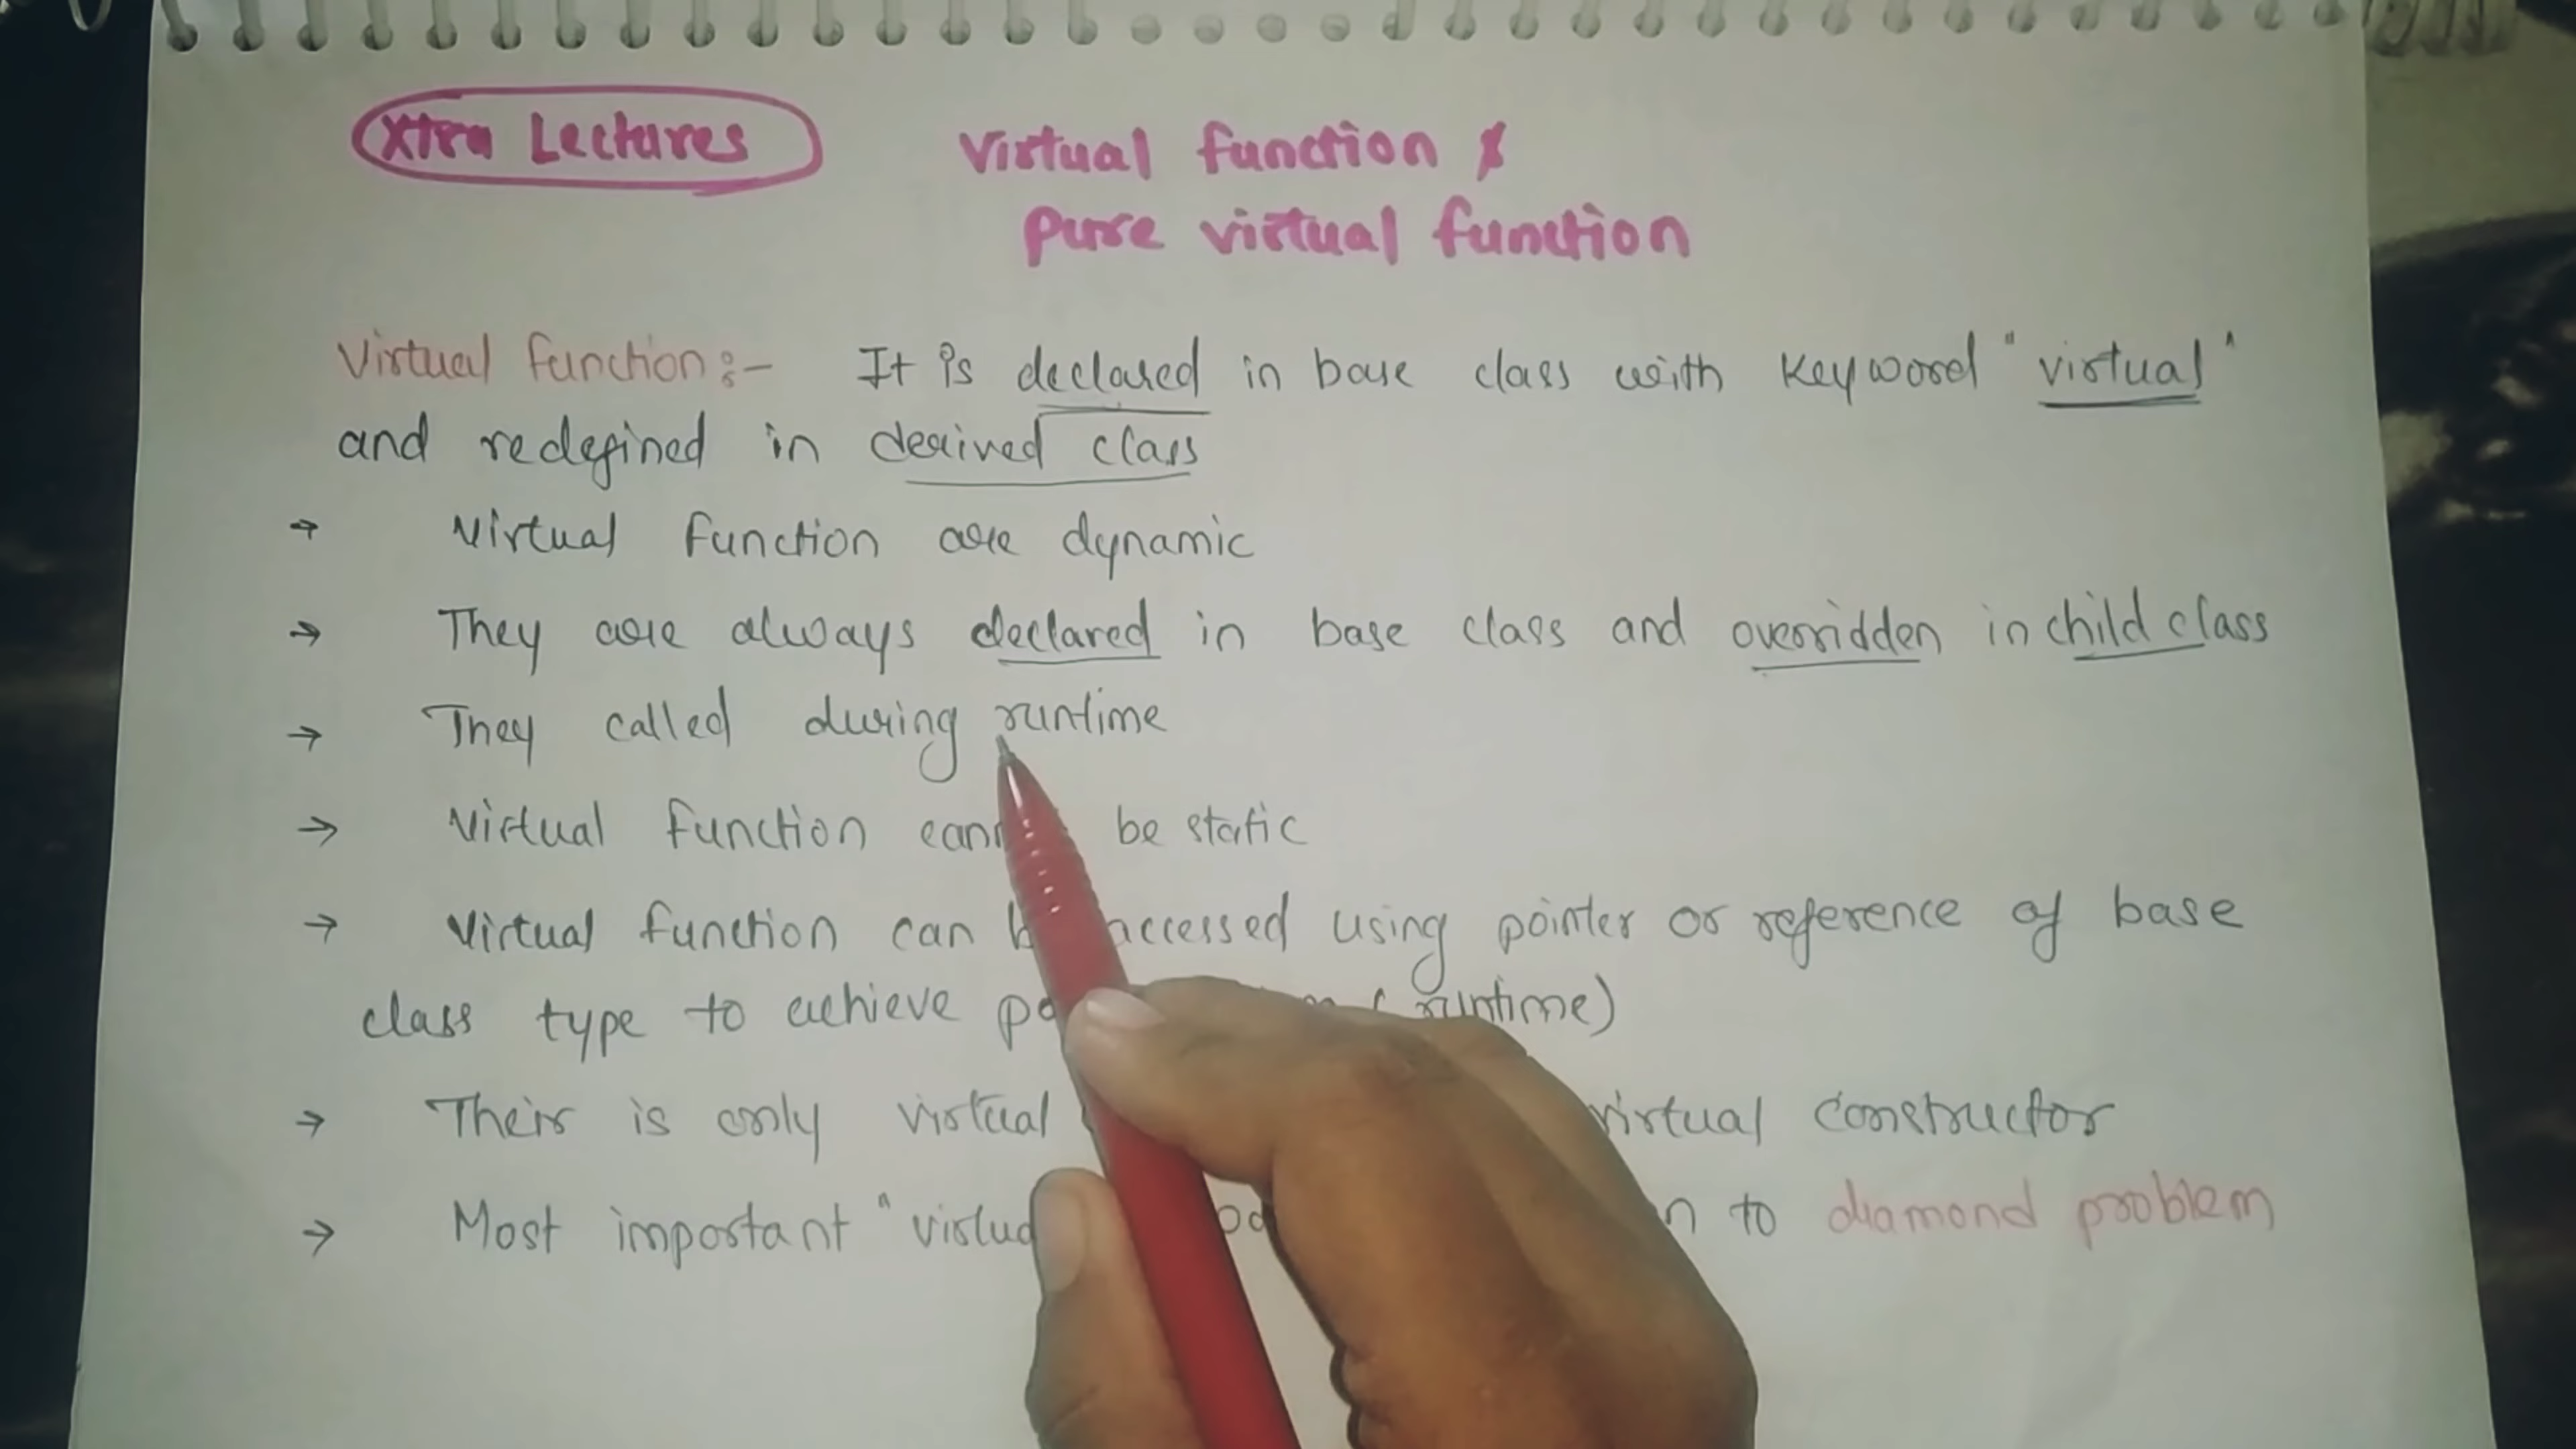 Xtra Lectures
Virtual function &
Pure virtual function
Virtual function :- It is declared in base class with keyword "virtual"
and redefined in derived class
→ Virtual function are dynamic
→ They are always declared in base class and overridden in child class
→ They called during runtime
→ Virtual function be static
→ Virtual function can accessed using pointer or reference of base
class type to achieve (runtime)
→ Their is only virtual virtual constructor
→ Most important " to diamond problem